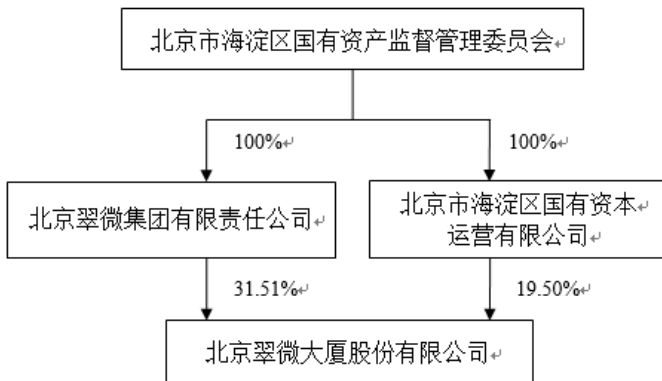 北京市海淀区国有资产监督管理委员会
100%
100%
北京翠微集团有限责任公司
北京市海淀区国有资本
运营有限公司
31.51%
19.50%
北京翠微大厦股份有限公司